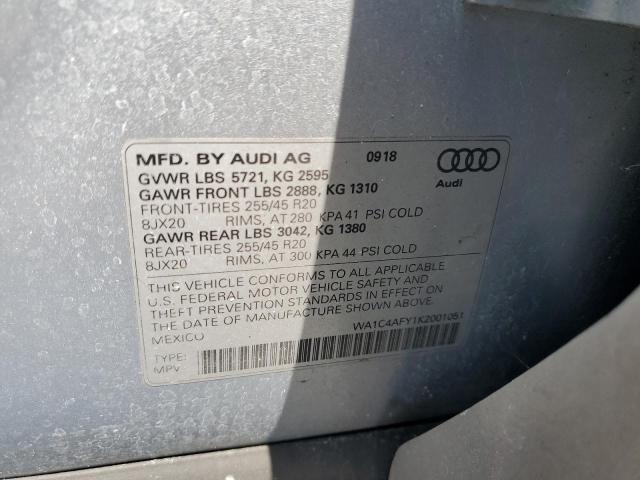 MFD. BY AUDI AG 0918
GVWR LBS 5721, KG 2595
GAWR FRONT LBS 2888, KG 1310
FRONT-TIRES 255/45 R20
8JX20 RIMS, AT 280 KPA 41 PSI COLD
GAWR REAR LBS 3042, KG 1380
REAR-TIRES 255/45 R20
8JX20 RIMS, AT 300 KPA 44 PSI COLD
Audi
THIS VEHICLE CONFORMS TO ALL APPLICABLE
U.S. FEDERAL MOTOR VEHICLE SAFETY AND
THEFT PREVENTION STANDARDS IN EFFECT ON
THE DATE OF MANUFACTURE SHOWN ABOVE.
MEXICO
WA1C4AFY1K2001051
TYPE:
MPV